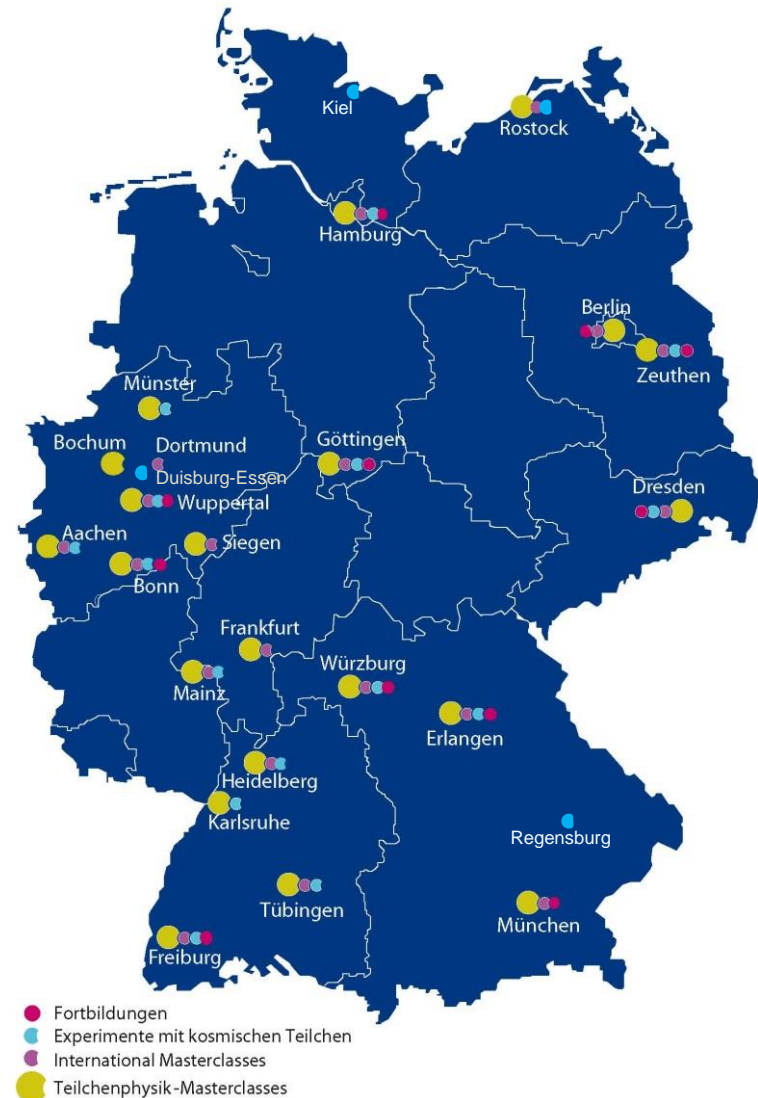 Kiel
Rostock
Hamburg
Berlin
Zeuthen
Münster
Bochum
Dortmund
Göttingen
Duisburg-Essen
Dresden
Wuppertal
Aachen
Siegen
Bonn
Frankfurt
Würzburg
Mainz
Erlangen
Heidelberg
Karlsruhe
Regensburg
Tübingen
München
Freiburg
Fortbildungen
Experimente mit kosmischen Teilchen
International Masterclasses
Teilchenphysik-Masterclasses